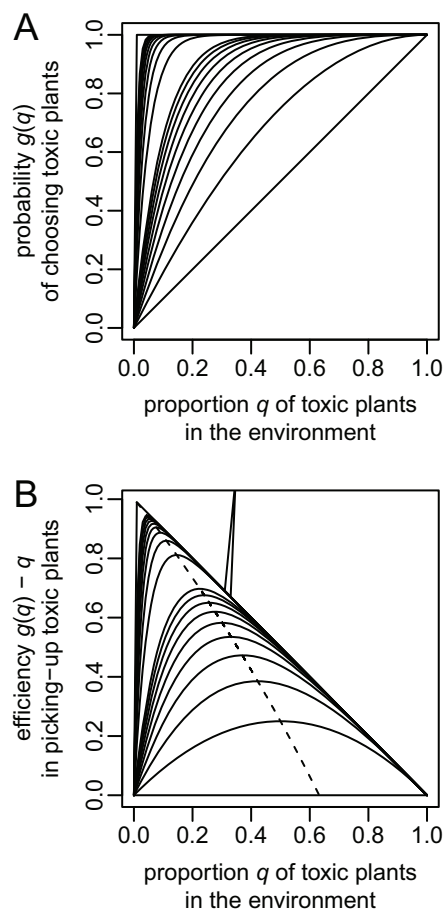 A
probability g(q)
of choosing toxic plants
1.0
0.8
0.6
0.4
0.2
0.0
0.0 0.2 0.4 0.6 0.8 1.0
proportion q of toxic plants
in the environment
B
efficiency g(q) − q
in picking−up toxic plants
1.0
0.8
0.6
0.4
0.2
0.0
0.0 0.2 0.4 0.6 0.8 1.0
proportion q of toxic plants
in the environment